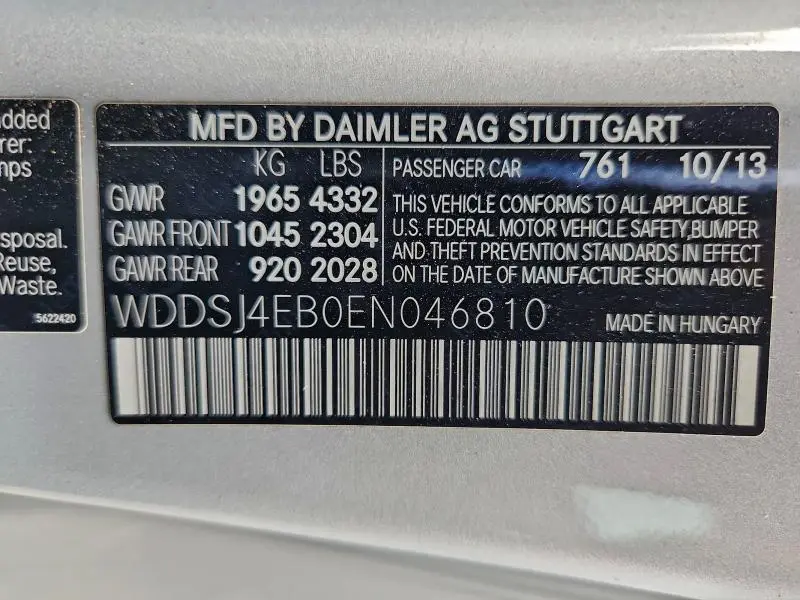 added
rer:
mps
sposal.
Reuse,
Waste.
5622420
MFD BY DAIMLER AG STUTTGART
KG LBS
GVWR 1965 4332
GAWR FRONT 1045 2304
GAWR REAR 920 2028
PASSENGER CAR 761 10/13
THIS VEHICLE CONFORMS TO ALL APPLICABLE
U.S. FEDERAL MOTOR VEHICLE SAFETY,BUMPER
AND THEFT PREVENTION STANDARDS IN EFFECT
ON THE DATE OF MANUFACTURE SHOWN ABOVE
WDDSJ4EB0EN046810
MADE IN HUNGARY